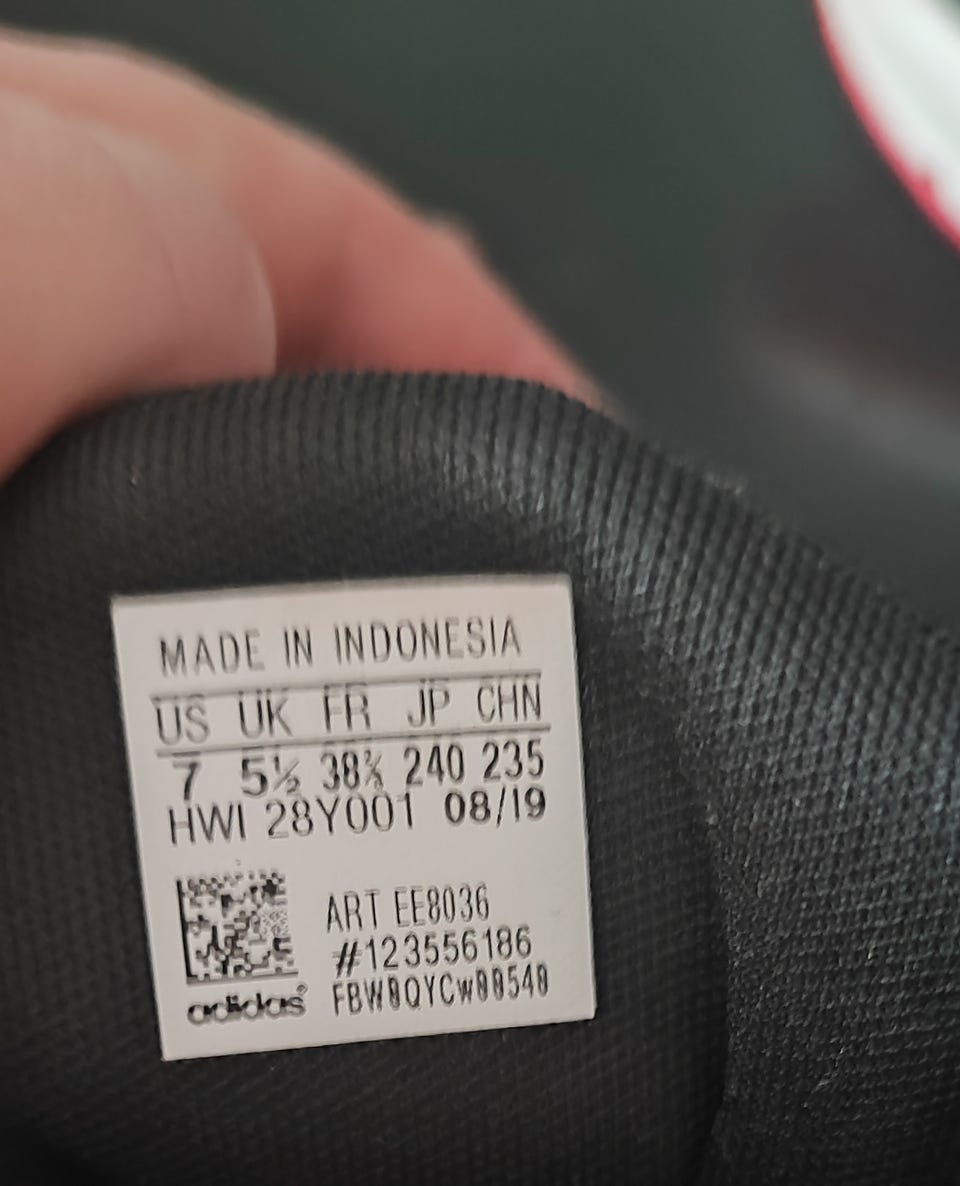 MADE IN INDONESIA
US UK FR JP CHN
7 5½ 38⅔ 240 235
HWI 28Y001 08/19
ART EE8036
#123556186
FBW0QYCW00540
adidas®